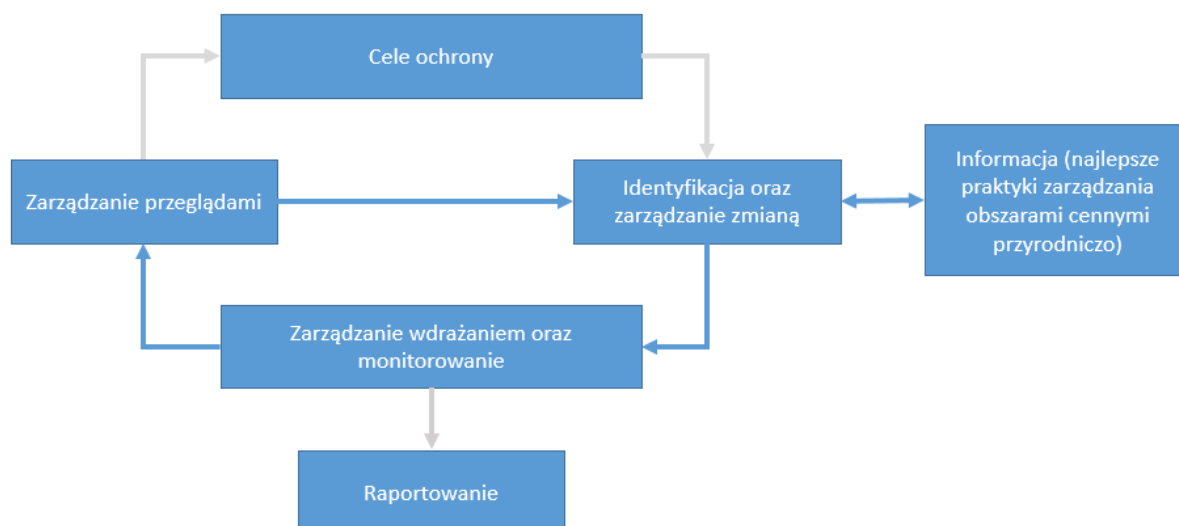 Cele ochrony
Zarządzanie przeglądami
Identyfikacja oraz
zarządzanie zmianą
Informacja (najlepsze
praktyki zarządzania
obszarami cennymi
przyrodniczo)
Zarządzanie wdrażaniem oraz
monitorowanie
Raportowanie